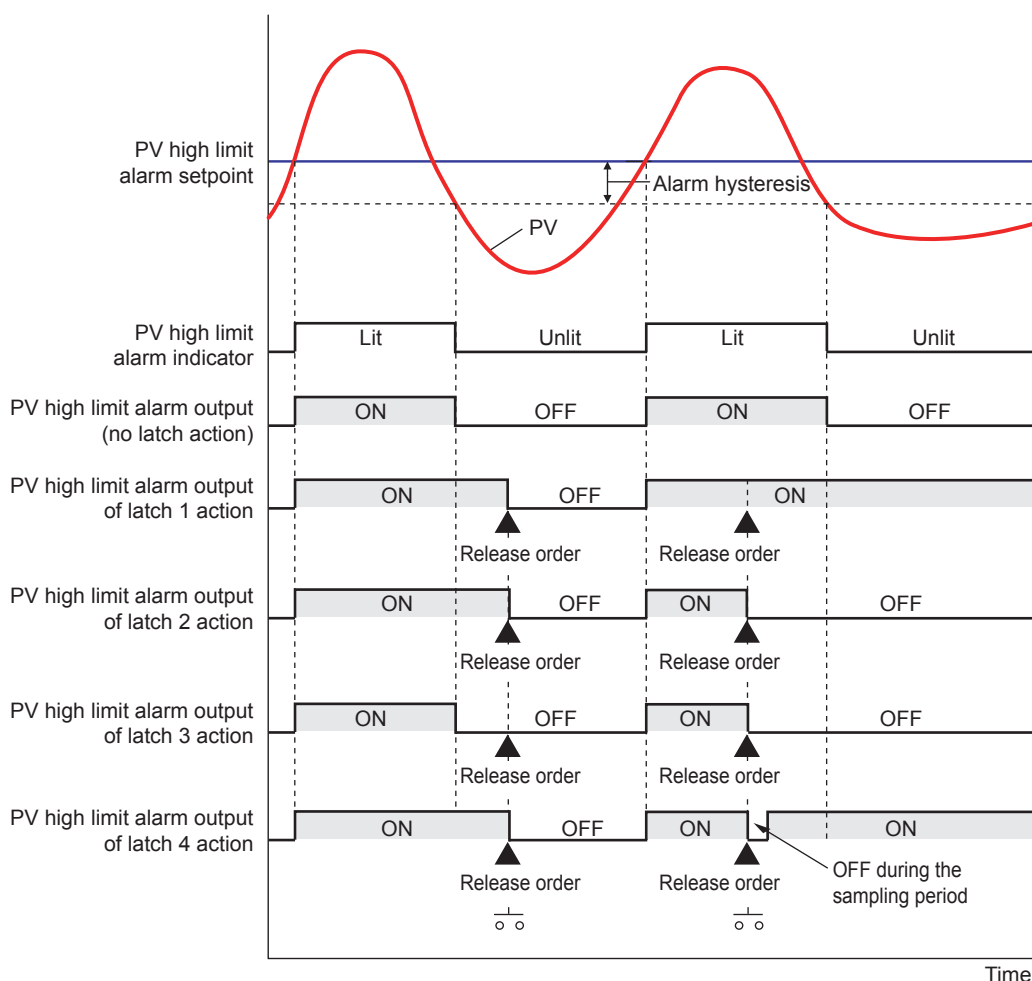 PV high limit
alarm setpoint
Alarm hysteresis
PV
PV high limit
alarm indicator
Lit
Unlit
Lit
Unlit
PV high limit alarm output
(no latch action)
ON
OFF
ON
OFF
PV high limit alarm output
of latch 1 action
ON
OFF
ON
Release order
Release order
PV high limit alarm output
of latch 2 action
ON
OFF
ON
OFF
Release order
Release order
PV high limit alarm output
of latch 3 action
ON
OFF
ON
OFF
Release order
Release order
PV high limit alarm output
of latch 4 action
ON
OFF
ON
ON
Release order
Release order
OFF during the
sampling period
Time